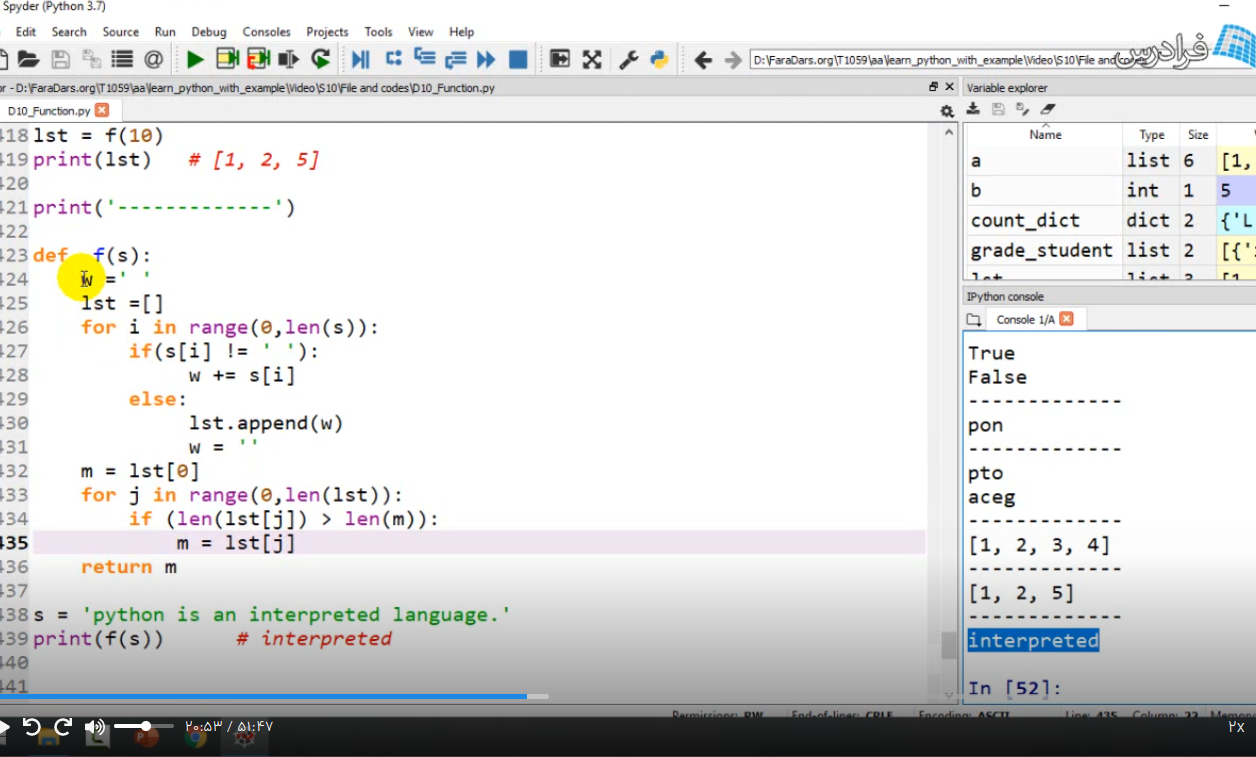 Spyder (Python 3.7)
Edit Search Source Run Debug Consoles Projects Tools View Help
D:\FaraDars.org\T1059\aa\learn_python_with_example\Video\S10\File and codes
فرادرس
or - D:\FaraDars.org\T1059\aa\learn_python_with_example\Video\S10\File and codes\D10_Function.py
D10_Function.py
418 lst = f(10)
419 print(lst) # [1, 2, 5]
420
421 print('-------------')
422
423 def f(s):
424 w =' '
425 lst =[]
426 for i in range(0,len(s)):
427 if(s[i] != ' '):
428 w += s[i]
429 else:
430 lst.append(w)
431 w = ''
432 m = lst[0]
433 for j in range(0,len(lst)):
434 if (len(lst[j]) > len(m)):
435 m = lst[j]
436 return m
437
438 s = 'python is an interpreted language.'
439 print(f(s)) # interpreted
440
441
Variable explorer
Name Type Size
a list 6 [1,
b int 1 5
count_dict dict 2 {'L
grade_student list 2 [{'
lst list 3 [1
IPython console
Console 1/A
True
False
-------------
pon
-------------
pto
aceg
-------------
[1, 2, 3, 4]
-------------
[1, 2, 5]
-------------
interpreted
In [52]:
Permissions: RW End-of-lines: CRLF Encoding: ASCII Line: 435 Column: 23 Memory
۲۰:۵۳ / ۵۱:۴۷
۲x